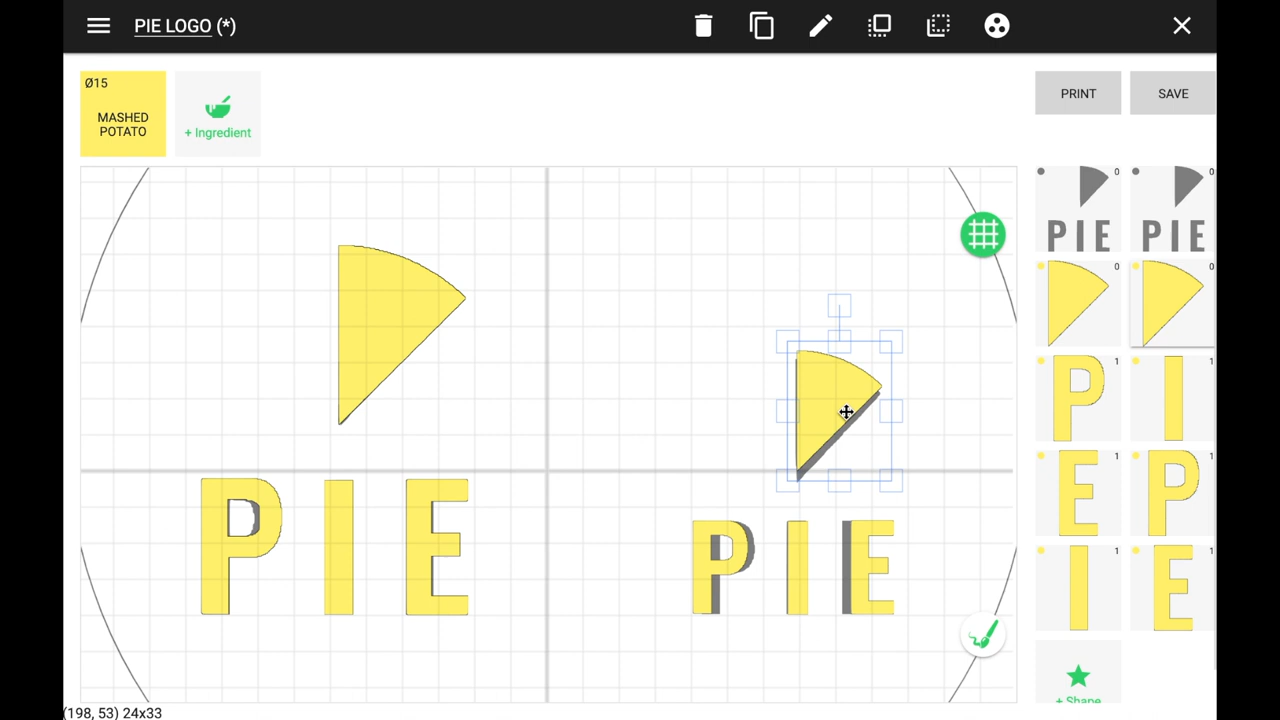 PIE LOGO (*)
Ø15
MASHED
POTATO
+ Ingredient
PRINT
SAVE
0
0
PIE
PIE
0
0
1
1
P
I
1
1
E
P
1
1
I
E
PIE
PIE
+ Shape
(198, 53) 24x33